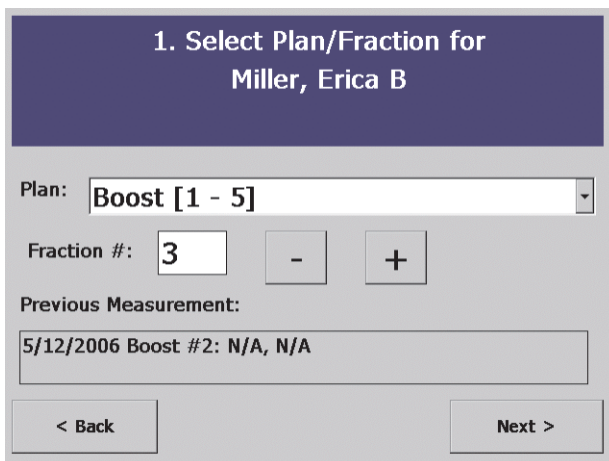 1. Select Plan/Fraction for
Miller, Erica B
Plan: Boost [1 - 5]
Fraction #: 3 - +
Previous Measurement:
5/12/2006 Boost #2: N/A, N/A
< Back Next >